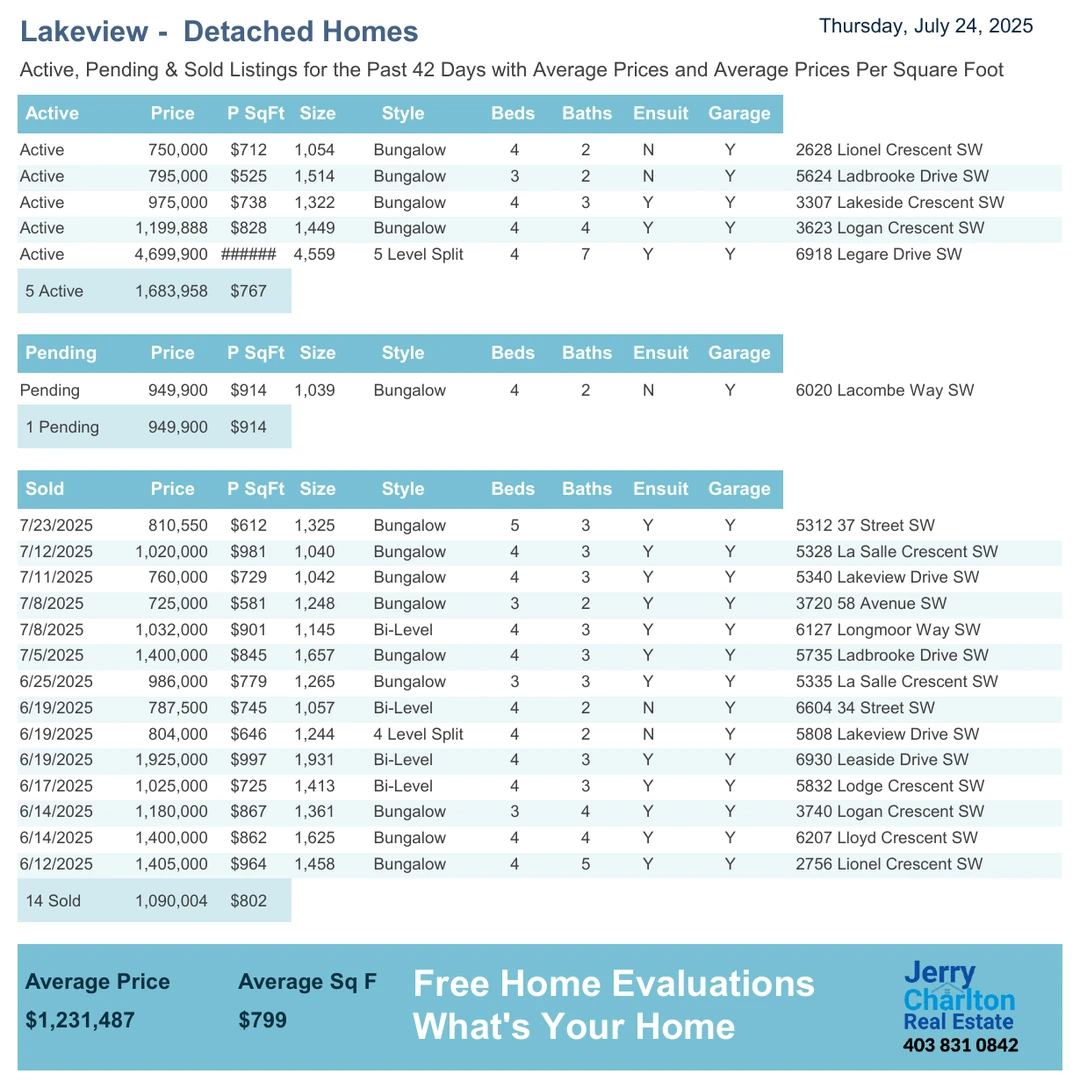 Lakeview - Detached Homes
Thursday, July 24, 2025
Active, Pending & Sold Listings for the Past 42 Days with Average Prices and Average Prices Per Square Foot
Active Price P SqFt Size Style Beds Baths Ensuit Garage
Active 750,000 $712 1,054 Bungalow 4 2 N Y 2628 Lionel Crescent SW
Active 795,000 $525 1,514 Bungalow 3 2 N Y 5624 Ladbrooke Drive SW
Active 975,000 $738 1,322 Bungalow 4 3 Y Y 3307 Lakeside Crescent SW
Active 1,199,888 $828 1,449 Bungalow 4 4 Y Y 3623 Logan Crescent SW
Active 4,699,900 ###### 4,559 5 Level Split 4 7 Y Y 6918 Legare Drive SW
5 Active 1,683,958 $767
Pending Price P SqFt Size Style Beds Baths Ensuit Garage
Pending 949,900 $914 1,039 Bungalow 4 2 N Y 6020 Lacombe Way SW
1 Pending 949,900 $914
Sold Price P SqFt Size Style Beds Baths Ensuit Garage
7/23/2025 810,550 $612 1,325 Bungalow 5 3 Y Y 5312 37 Street SW
7/12/2025 1,020,000 $981 1,040 Bungalow 4 3 Y Y 5328 La Salle Crescent SW
7/11/2025 760,000 $729 1,042 Bungalow 4 3 Y Y 5340 Lakeview Drive SW
7/8/2025 725,000 $581 1,248 Bungalow 3 2 Y Y 3720 58 Avenue SW
7/8/2025 1,032,000 $901 1,145 Bi-Level 4 3 Y Y 6127 Longmoor Way SW
7/5/2025 1,400,000 $845 1,657 Bungalow 4 3 Y Y 5735 Ladbrooke Drive SW
6/25/2025 986,000 $779 1,265 Bungalow 3 3 Y Y 5335 La Salle Crescent SW
6/19/2025 787,500 $745 1,057 Bi-Level 4 2 N Y 6604 34 Street SW
6/19/2025 804,000 $646 1,244 4 Level Split 4 2 N Y 5808 Lakeview Drive SW
6/19/2025 1,925,000 $997 1,931 Bi-Level 4 3 Y Y 6930 Leaside Drive SW
6/17/2025 1,025,000 $725 1,413 Bi-Level 4 3 Y Y 5832 Lodge Crescent SW
6/14/2025 1,180,000 $867 1,361 Bungalow 3 4 Y Y 3740 Logan Crescent SW
6/14/2025 1,400,000 $862 1,625 Bungalow 4 4 Y Y 6207 Lloyd Crescent SW
6/12/2025 1,405,000 $964 1,458 Bungalow 4 5 Y Y 2756 Lionel Crescent SW
14 Sold 1,090,004 $802
Average Price Average Sq F
$1,231,487 $799
Free Home Evaluations
What's Your Home
Jerry
Charlton
Real Estate
403 831 0842